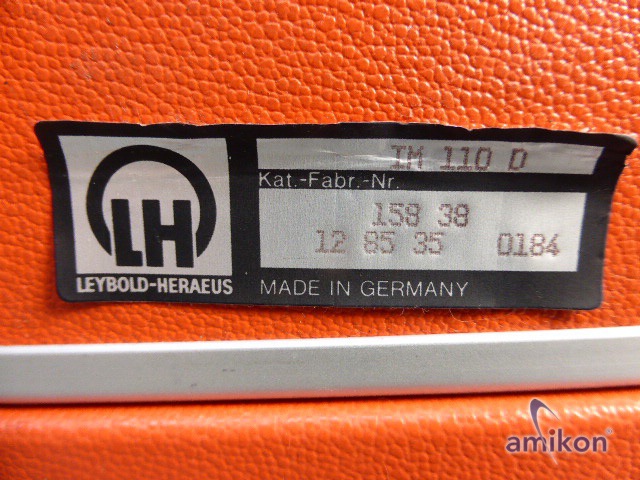 LH
LEYBOLD-HERAEUS
TM 110 D
Kat.-Fabr.-Nr.
158 38
12 85 35 0184
MADE IN GERMANY
amikon